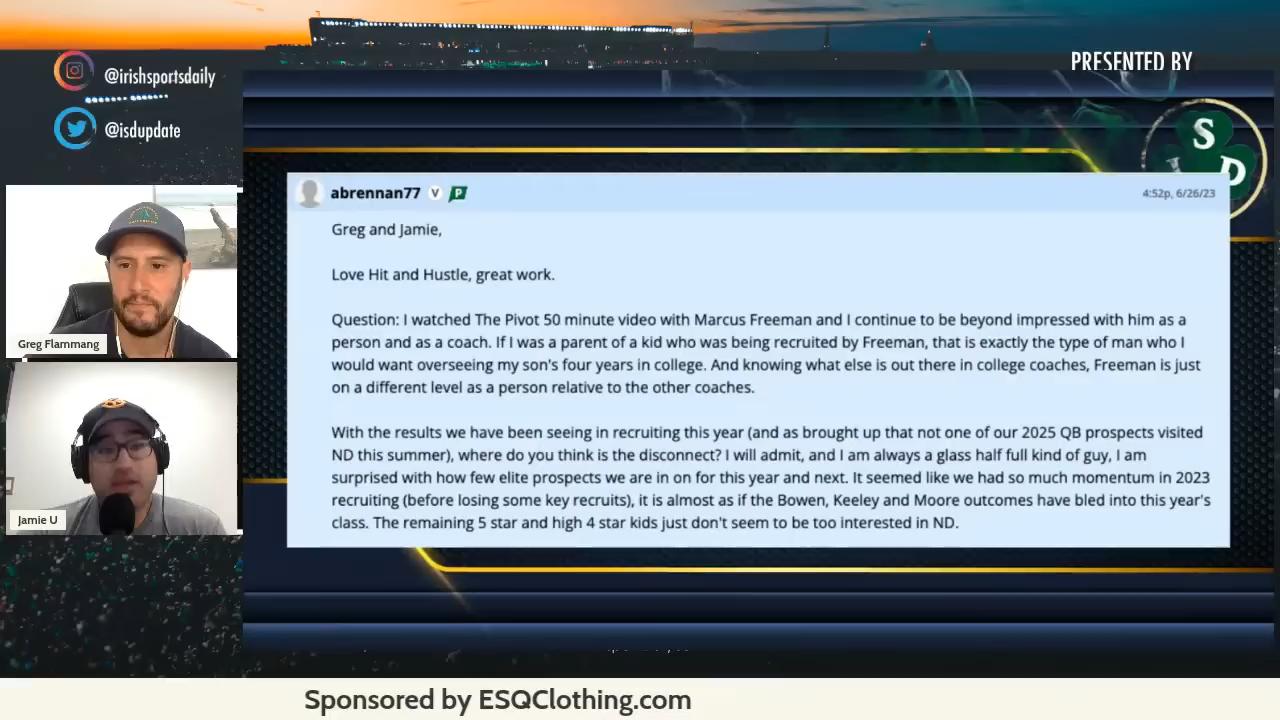 @irishsportsdaily
@isdupdate
PRESENTED BY
S
D
Greg Flammang
Jamie U
abrennan77 V P
4:52p, 6/26/23
Greg and Jamie,
Love Hit and Hustle, great work.
Question: I watched The Pivot 50 minute video with Marcus Freeman and I continue to be beyond impressed with him as a
person and as a coach. If I was a parent of a kid who was being recruited by Freeman, that is exactly the type of man who I
would want overseeing my son's four years in college. And knowing what else is out there in college coaches, Freeman is just
on a different level as a person relative to the other coaches.
With the results we have been seeing in recruiting this year (and as brought up that not one of our 2025 QB prospects visited
ND this summer), where do you think is the disconnect? I will admit, and I am always a glass half full kind of guy, I am
surprised with how few elite prospects we are in on for this year and next. It seemed like we had so much momentum in 2023
recruiting (before losing some key recruits), it is almost as if the Bowen, Keeley and Moore outcomes have bled into this year's
class. The remaining 5 star and high 4 star kids just don't seem to be too interested in ND.
Sponsored by ESQClothing.com